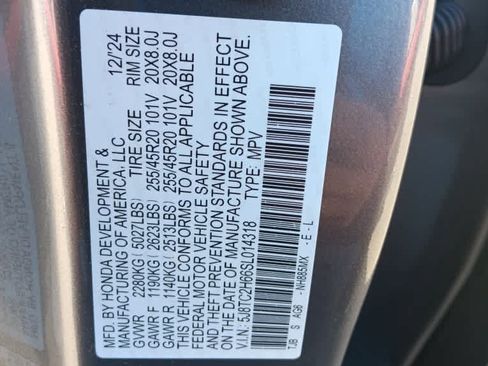 MFD. BY HONDA DEVELOPMENT & 12/24
MANUFACTURING OF AMERICA, LLC
TIRE SIZE RIM SIZE
GVWR 2280KG (5027LBS)
GAWR F 1190KG (2623LBS) 255/45R20 101V 20X8.0J
GAWR R 1140KG (2513LBS) 255/45R20 101V 20X8.0J
THIS VEHICLE CONFORMS TO ALL APPLICABLE
FEDERAL MOTOR VEHICLE SAFETY
AND THEFT PREVENTION STANDARDS IN EFFECT
ON THE DATE OF MANUFACTURE SHOWN ABOVE.
V.I.N: 5J8TC2H66SL014318 TYPE: MPV
TJB S AG6 -NH885MX -E-L